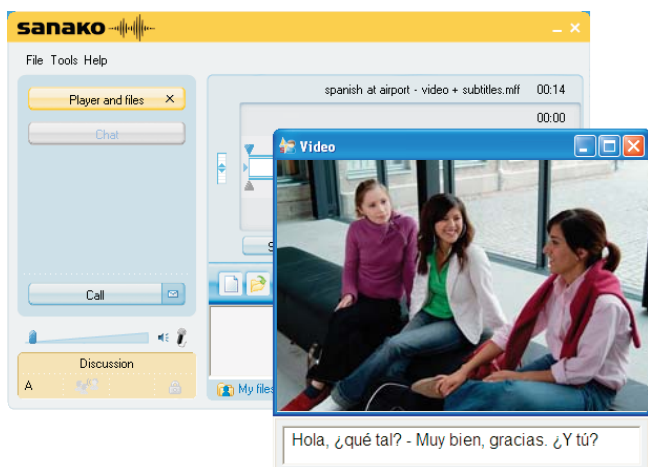 sanako
File Tools Help
Player and files
Chat
Call
Discussion
A
spanish at airport - video + subtitles.mff 00:14
00:00
S
My files
Video
Hola, ¿qué tal? - Muy bien, gracias. ¿Y tú?